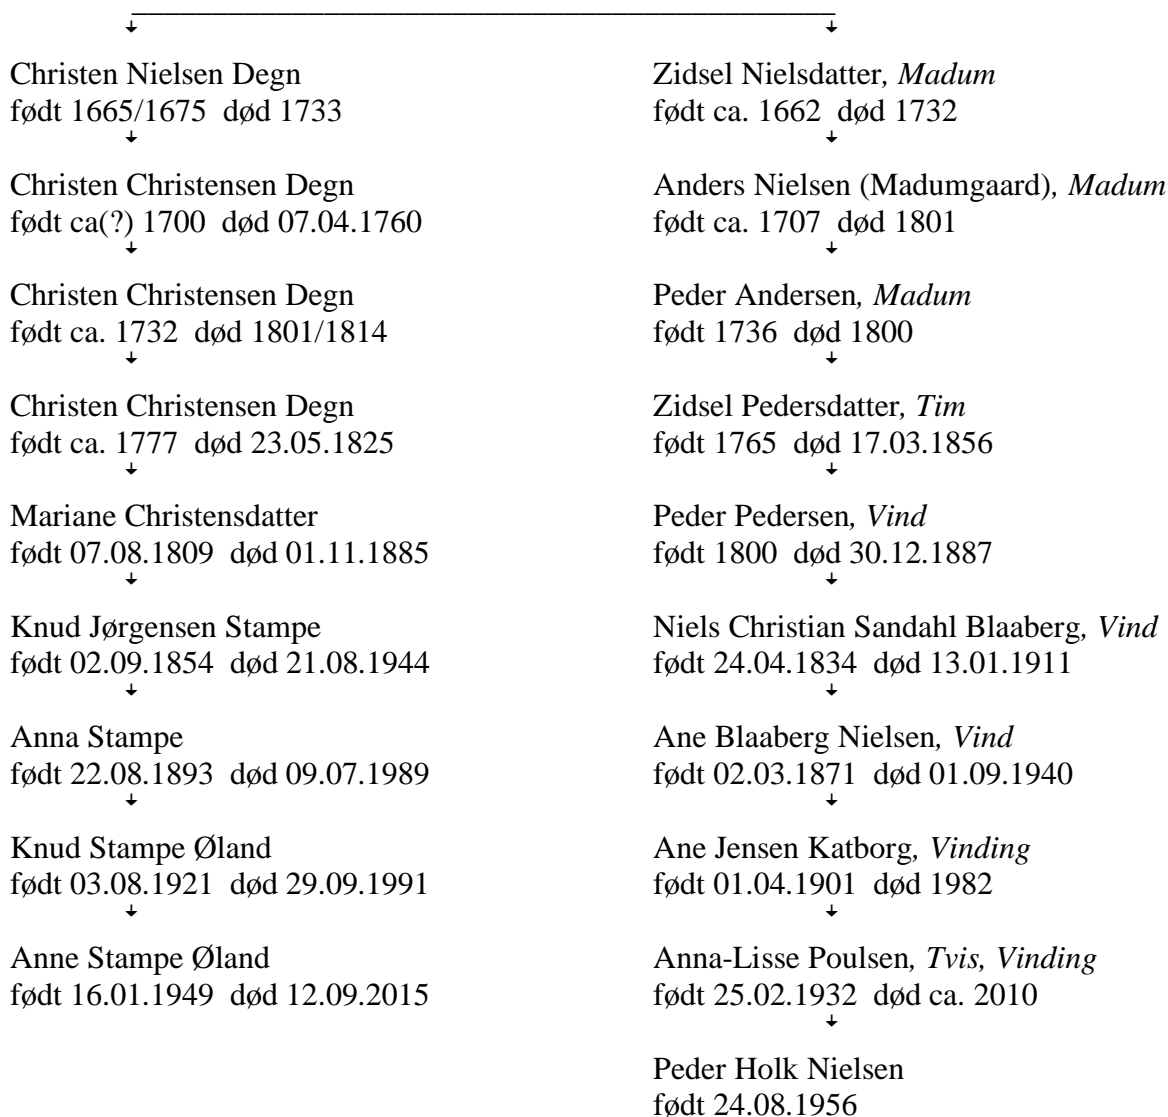 Christen Nielsen Degn
født 1665/1675  død 1733
Christen Christensen Degn
født ca(?) 1700  død 07.04.1760
Christen Christensen Degn
født ca. 1732  død 1801/1814
Christen Christensen Degn
født ca. 1777  død 23.05.1825
Mariane Christensdatter
født 07.08.1809  død 01.11.1885
Knud Jørgensen Stampe
født 02.09.1854  død 21.08.1944
Anna Stampe
født 22.08.1893  død 09.07.1989
Knud Stampe Øland
født 03.08.1921  død 29.09.1991
Anne Stampe Øland
født 16.01.1949  død 12.09.2015
Zidsel Nielsdatter, Madum
født ca. 1662  død 1732
Anders Nielsen (Madumgaard), Madum
født ca. 1707  død 1801
Peder Andersen, Madum
født 1736  død 1800
Zidsel Pedersdatter, Tim
født 1765  død 17.03.1856
Peder Pedersen, Vind
født 1800  død 30.12.1887
Niels Christian Sandahl Blaaberg, Vind
født 24.04.1834  død 13.01.1911
Ane Blaaberg Nielsen, Vind
født 02.03.1871  død 01.09.1940
Ane Jensen Katborg, Vinding
født 01.04.1901  død 1982
Anna-Lisse Poulsen, Tvis, Vinding
født 25.02.1932  død ca. 2010
Peder Holk Nielsen
født 24.08.1956